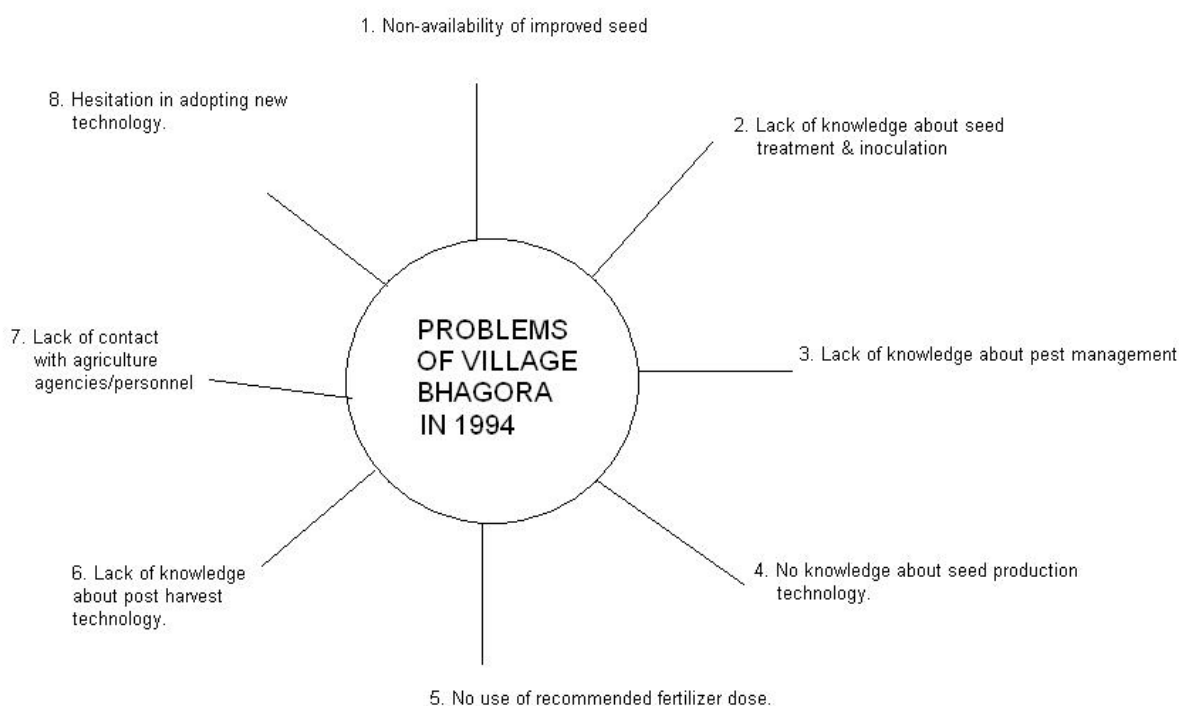 1. Non-availability of improved seed
2. Lack of knowledge about seed
treatment & inoculation
3. Lack of knowledge about pest management
4. No knowledge about seed production
technology.
5. No use of recommended fertilizer dose.
6. Lack of knowledge
about post harvest
technology.
7. Lack of contact
with agriculture
agencies/personnel
8. Hesitation in adopting new
technology.
PROBLEMS
OF VILLAGE
BHAGORA
IN 1994